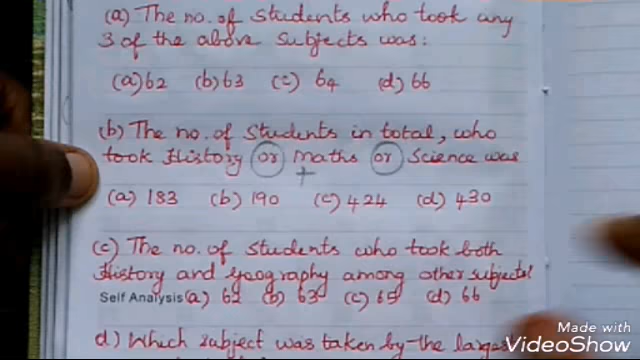 (a) The no. of students who took any
3 of the above subjects was:
(a) 62 (b) 63 (c) 64 (d) 66
(b) The no. of students in total, who
took History or Maths or Science was
+
(a) 183 (b) 190 (c) 424 (d) 430
(c) The no. of students who took both
History and Geography among other subjects!
Self Analysis (a) 62 (b) 63 (c) 65 (d) 66
d) Which subject was taken by the larges
Made with
VideoShow